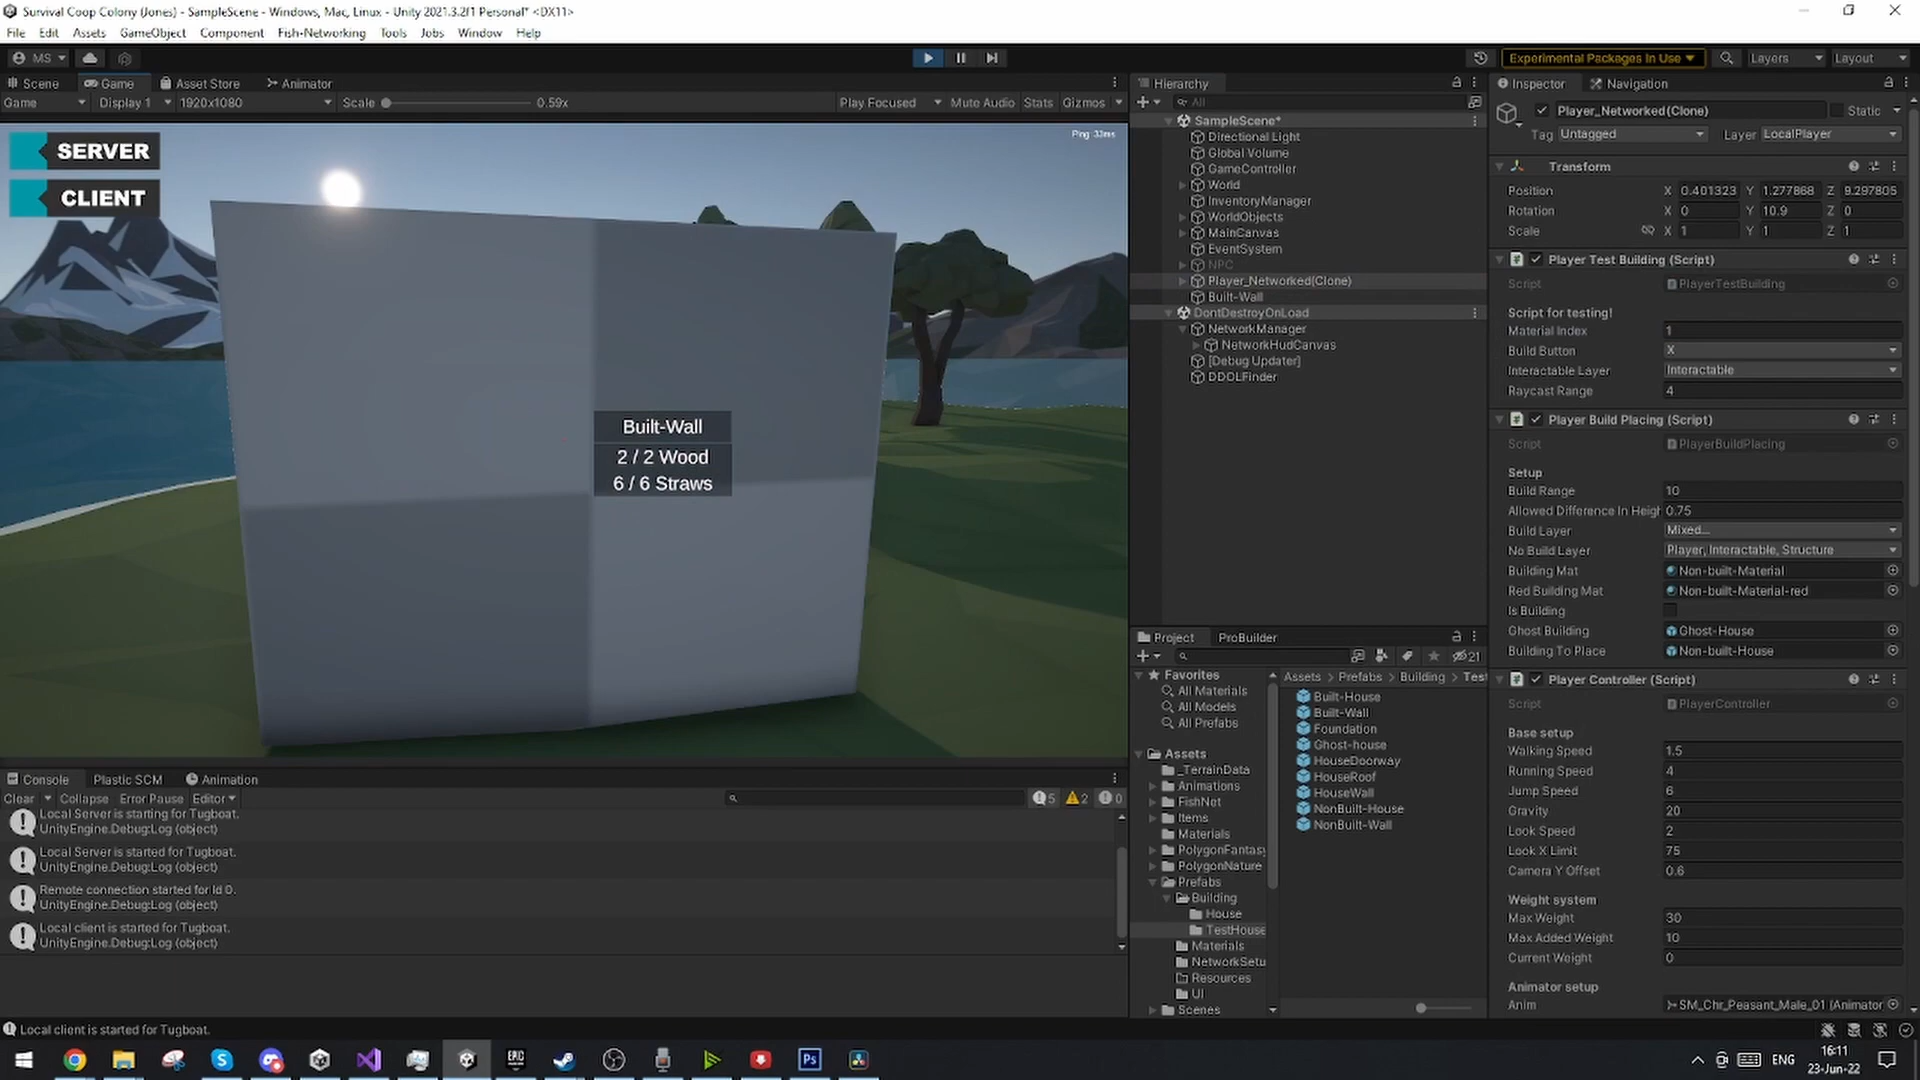 Survival Coop Colony (Jones) - SampleScene - Windows, Mac, Linux - Unity 2021.3.2f1 Personal* <DX11>
File Edit Assets GameObject Component Fish-Networking Tools Jobs Window Help
MS
Experimental Packages In Use
Layers
Layout
Scene
Game
Asset Store
Animator
Game
Display 1
1920x1080
Scale
0.59x
Play Focused
Mute Audio
Stats
Gizmos
SERVER
CLIENT
Ping: 33ms
Built-Wall
2 / 2 Wood
6 / 6 Straws
Hierarchy
All
SampleScene*
Directional Light
Global Volume
GameController
World
InventoryManager
WorldObjects
MainCanvas
EventSystem
NPC
Player_Networked(Clone)
Built-Wall
DontDestroyOnLoad
NetworkManager
NetworkHudCanvas
[Debug Updater]
DDOLFinder
Inspector
Navigation
Player_Networked(Clone)
Static
Tag Untagged
Layer LocalPlayer
Transform
Position X 0.401323 Y 1.277868 Z 9.297805
Rotation X 0 Y 10.9 Z 0
Scale X 1 Y 1 Z 1
Player Test Building (Script)
Script PlayerTestBuilding
Script for testing!
Material Index 1
Build Button X
Interactable Layer Interactable
Raycast Range 4
Player Build Placing (Script)
Script PlayerBuildPlacing
Setup
Build Range 10
Allowed Difference In Heigh 0.75
Build Layer Mixed...
No Build Layer Player, Interactable, Structure
Building Mat Non-built-Material
Red Building Mat Non-built-Material-red
Is Building
Ghost Building Ghost-House
Building To Place Non-built-House
Player Controller (Script)
Script PlayerController
Base setup
Walking Speed 1.5
Running Speed 4
Jump Speed 6
Gravity 20
Look Speed 2
Look X Limit 75
Camera Y Offset 0.6
Weight system
Max Weight 30
Max Added Weight 10
Current Weight 0
Animator setup
Anim SM_Chr_Peasant_Male_01 (Animator
Project
ProBuilder
21
Favorites
All Materials
All Models
All Prefabs
Assets
_TerrainData
Animations
FishNet
Items
Materials
PolygonFantasy
PolygonNature
Prefabs
Building
House
TestHouse
Materials
NetworkSetu
Resources
UI
Scenes
Assets > Prefabs > Building > Test
Built-House
Built-Wall
Foundation
Ghost-house
HouseDoorway
HouseRoof
HouseWall
NonBuilt-House
NonBuilt-Wall
Console
Plastic SCM
Animation
Clear
Collapse
Error Pause
Editor
5
2
0
Local Server is starting for Tugboat.
UnityEngine.Debug:Log (object)
Local Server is started for Tugboat.
UnityEngine.Debug:Log (object)
Remote connection started for Id 0.
UnityEngine.Debug:Log (object)
Local client is started for Tugboat.
UnityEngine.Debug:Log (object)
Local client is started for Tugboat.
EPIC
Ps
ENG
16:11
23-Jun-22